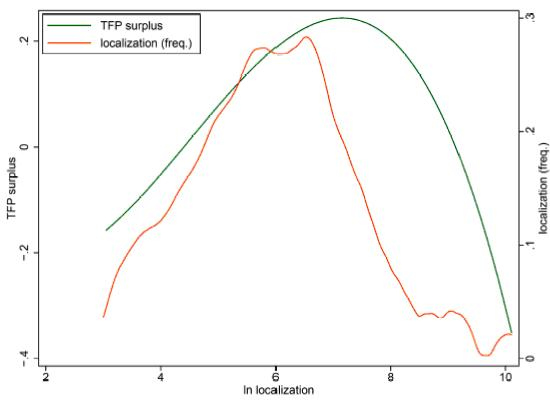 TFP surplus
localization (freq.)
TFP surplus
.2
0
-.2
-.4
localization (freq.)
.3
.2
.1
0
2 4 6 8 10
ln localization